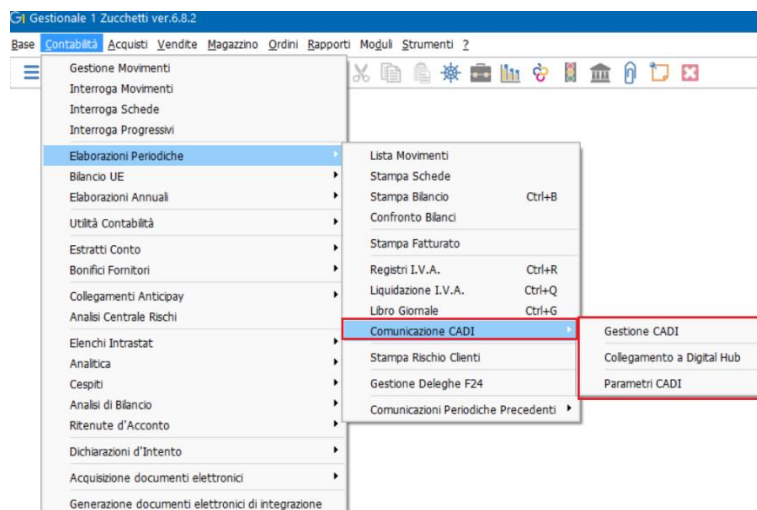 Gestionale 1 Zucchetti ver.6.8.2
Base Contabilità Acquisti Vendite Magazzino Ordini Rapporti Moduli Strumenti ?
Gestione Movimenti
Interroga Movimenti
Interroga Schede
Interroga Progressivi
Elaborazioni Periodiche
Bilancio UE
Elaborazioni Annuali
Utilità Contabilità
Estratti Conto
Bonifici Fornitori
Collegamenti Anticipay
Analisi Centrale Rischi
Elenchi Intrastat
Analitica
Cespiti
Analisi di Bilancio
Ritenute d'Acconto
Dichiarazioni d'Intento
Acquisizione documenti elettronici
Generazione documenti elettronici di integrazione
Lista Movimenti
Stampa Schede
Stampa Bilancio Ctrl+B
Confronto Bilanci
Stampa Fatturato
Registri I.V.A. Ctrl+R
Liquidazione I.V.A. Ctrl+Q
Libro Giornale Ctrl+G
Comunicazione CADI
Stampa Rischio Clienti
Gestione Deleghe F24
Comunicazioni Periodiche Precedenti
Gestione CADI
Collegamento a Digital Hub
Parametri CADI